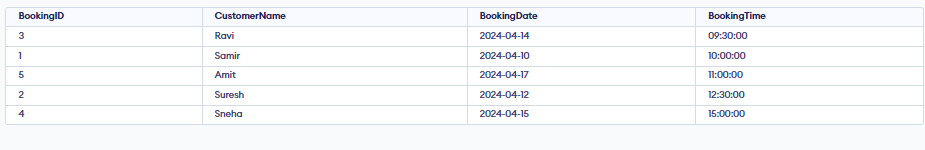 BookingID CustomerName BookingDate BookingTime
3 Ravi 2024-04-14 09:30:00
1 Samir 2024-04-10 10:00:00
5 Amit 2024-04-17 11:00:00
2 Suresh 2024-04-12 12:30:00
4 Sneha 2024-04-15 15:00:00